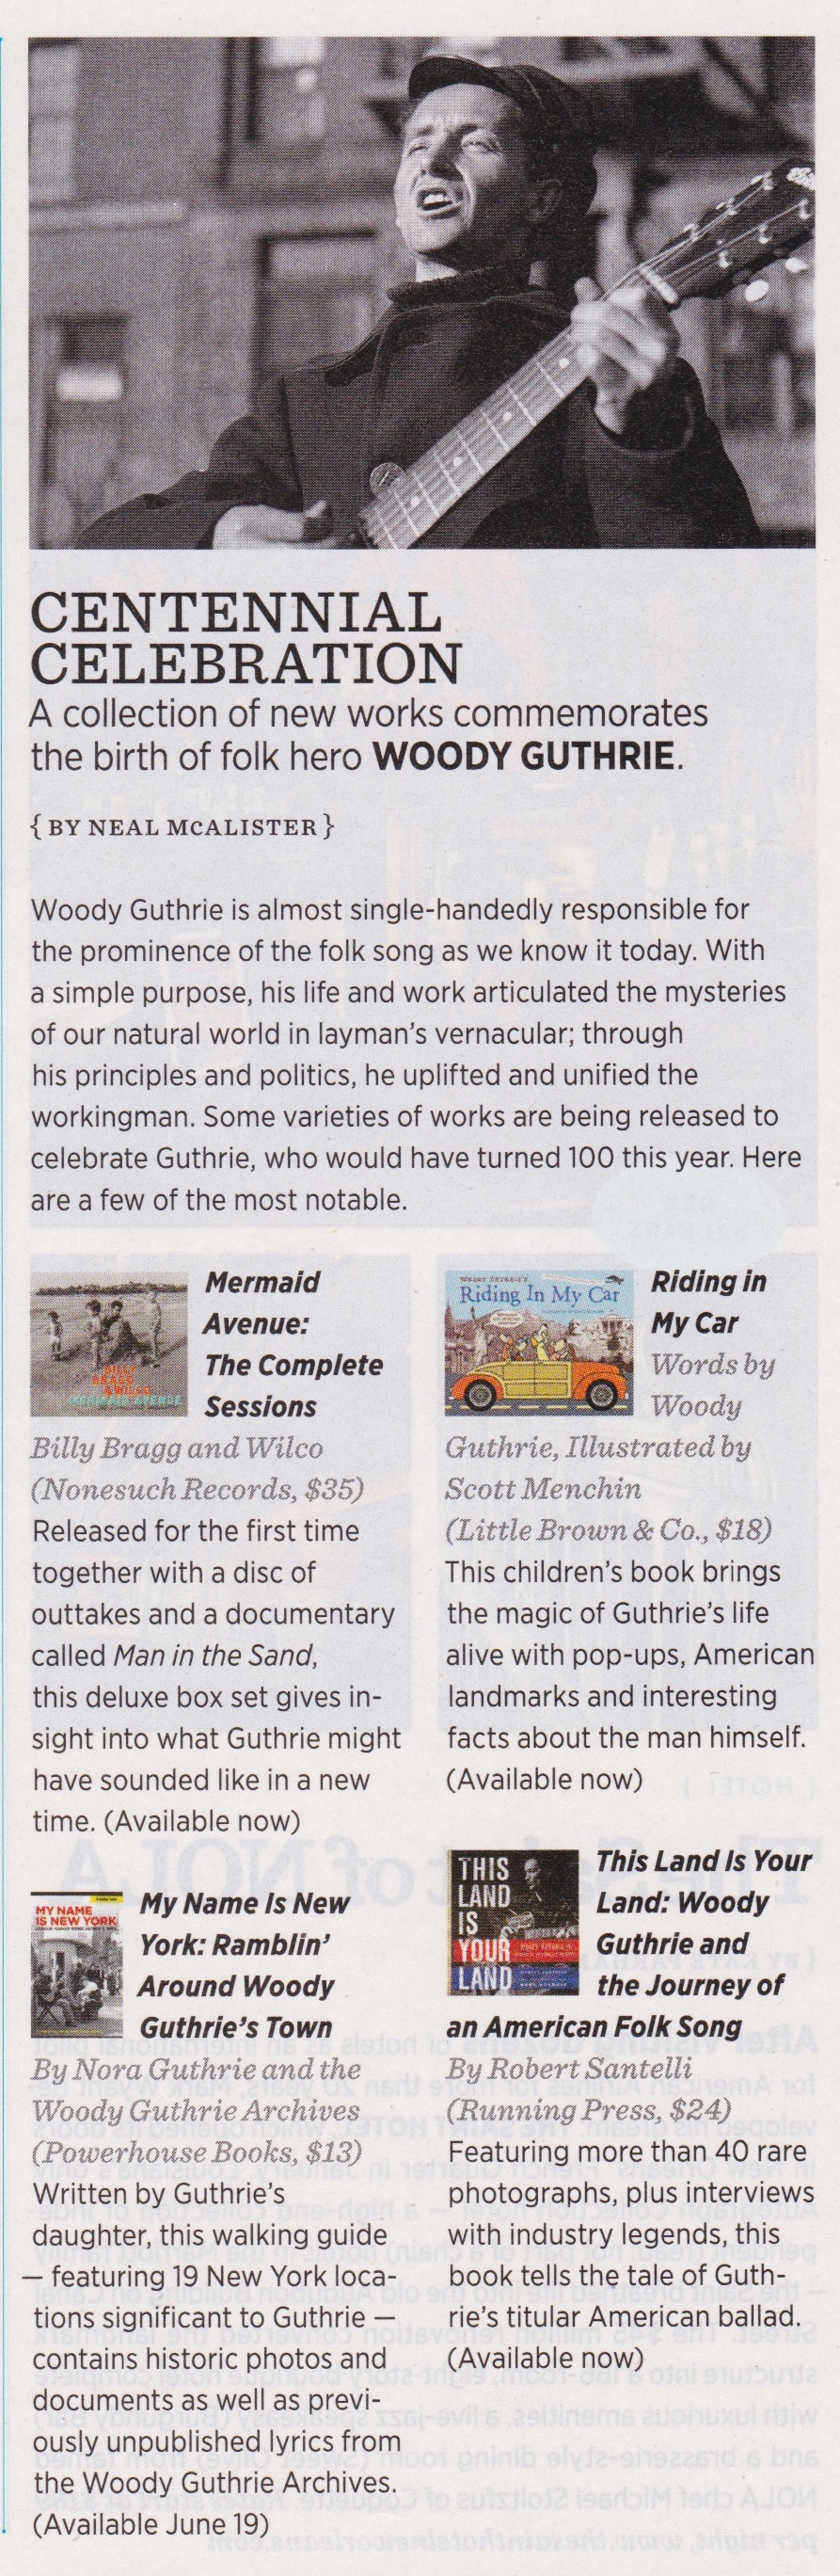 CENTENNIAL
CELEBRATION
A collection of new works commemorates
the birth of folk hero WOODY GUTHRIE.
{ BY NEAL McALISTER }
Woody Guthrie is almost single-handedly responsible for
the prominence of the folk song as we know it today. With
a simple purpose, his life and work articulated the mysteries
of our natural world in layman's vernacular; through
his principles and politics, he uplifted and unified the
workingman. Some varieties of works are being released to
celebrate Guthrie, who would have turned 100 this year. Here
are a few of the most notable.
BILLY
BRAGG
& WILCO
MERMAID AVENUE
Mermaid
Avenue:
The Complete
Sessions
Billy Bragg and Wilco
(Nonesuch Records, $35)
Released for the first time
together with a disc of
outtakes and a documentary
called Man in the Sand,
this deluxe box set gives in-
sight into what Guthrie might
have sounded like in a new
time. (Available now)
MY NAME
IS NEW YORK
My Name Is New
York: Ramblin'
Around Woody
Guthrie's Town
By Nora Guthrie and the
Woody Guthrie Archives
(Powerhouse Books, $13)
Written by Guthrie's
daughter, this walking guide
— featuring 19 New York loca-
tions significant to Guthrie —
contains historic photos and
documents as well as previ-
ously unpublished lyrics from
the Woody Guthrie Archives.
(Available June 19)
WOODY GUTHRIE'S
Riding In My Car
Riding in
My Car
Words by
Woody
Guthrie, Illustrated by
Scott Menchin
(Little Brown & Co., $18)
This children's book brings
the magic of Guthrie's life
alive with pop-ups, American
landmarks and interesting
facts about the man himself.
(Available now)
THIS
LAND
IS
YOUR
LAND
This Land Is Your
Land: Woody
Guthrie and
the Journey of
an American Folk Song
By Robert Santelli
(Running Press, $24)
Featuring more than 40 rare
photographs, plus interviews
with industry legends, this
book tells the tale of Guth-
rie's titular American ballad.
(Available now)